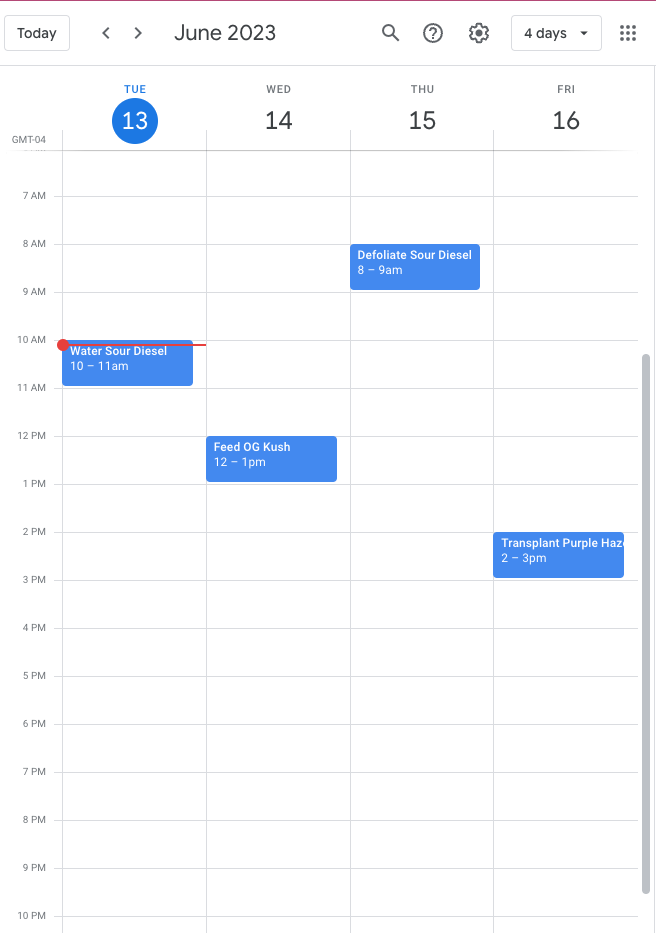 Today
June 2023
4 days
TUE
WED
THU
FRI
13
14
15
16
GMT-04
7 AM
8 AM
Defoliate Sour Diesel
8 – 9am
9 AM
10 AM
Water Sour Diesel
10 – 11am
11 AM
12 PM
Feed OG Kush
12 – 1pm
1 PM
2 PM
Transplant Purple Haze
2 – 3pm
3 PM
4 PM
5 PM
6 PM
7 PM
8 PM
9 PM
10 PM